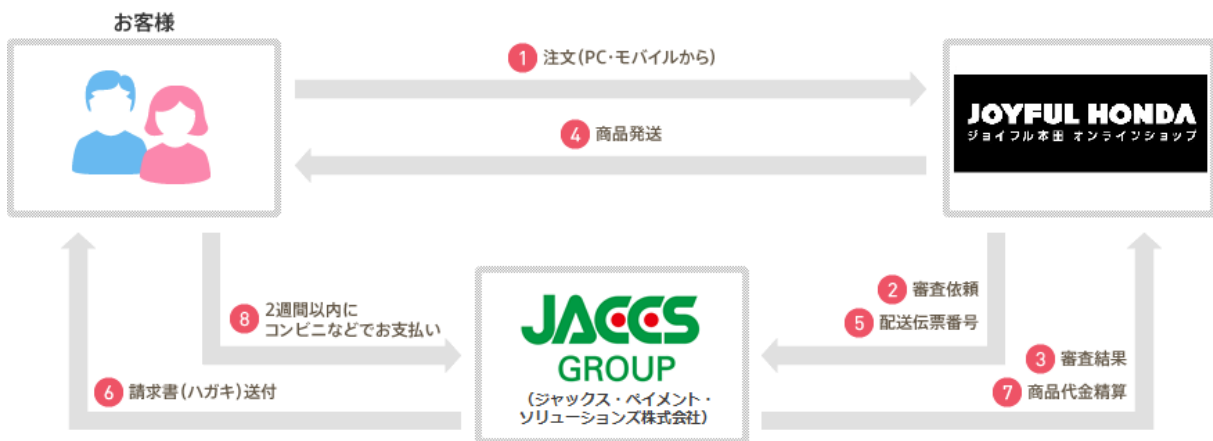 お客様
1 注文(PC・モバイルから)
4 商品発送
JOYFUL HONDA
ジョイフル本田 オンラインショップ
8 2週間以内に
コンビニなどでお支払い
6 請求書(ハガキ)送付
JACCS
GROUP
(ジャックス・ペイメント・
ソリューションズ株式会社)
2 審査依頼
5 配送伝票番号
3 審査結果
7 商品代金精算